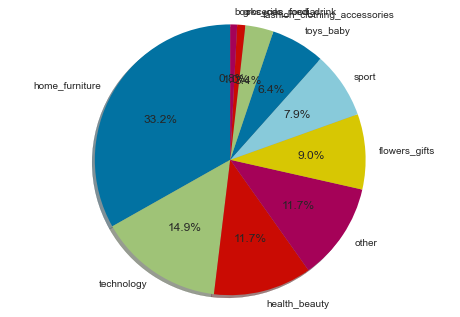 fashion_clothing_accessories
toys_baby
sport
home_furniture
flowers_gifts
other
health_beauty
technology
33.2%
14.9%
11.7%
11.7%
9.0%
7.9%
6.4%